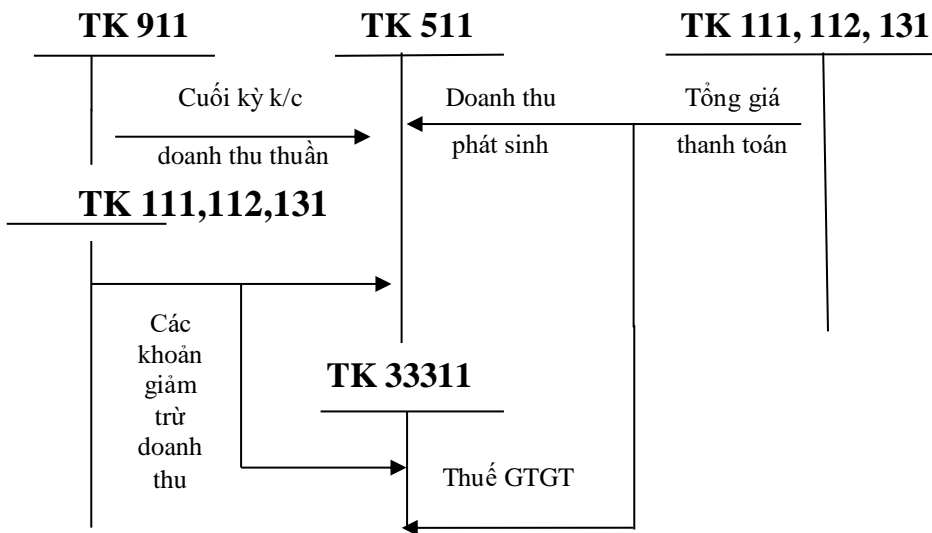 TK 911
TK 511
TK 111, 112, 131
Cuối kỳ k/c
doanh thu thuần
Doanh thu
phát sinh
Tổng giá
thanh toán
TK 111,112,131
Các
khoản
giảm
trừ
doanh
thu
TK 33311
Thuế GTGT